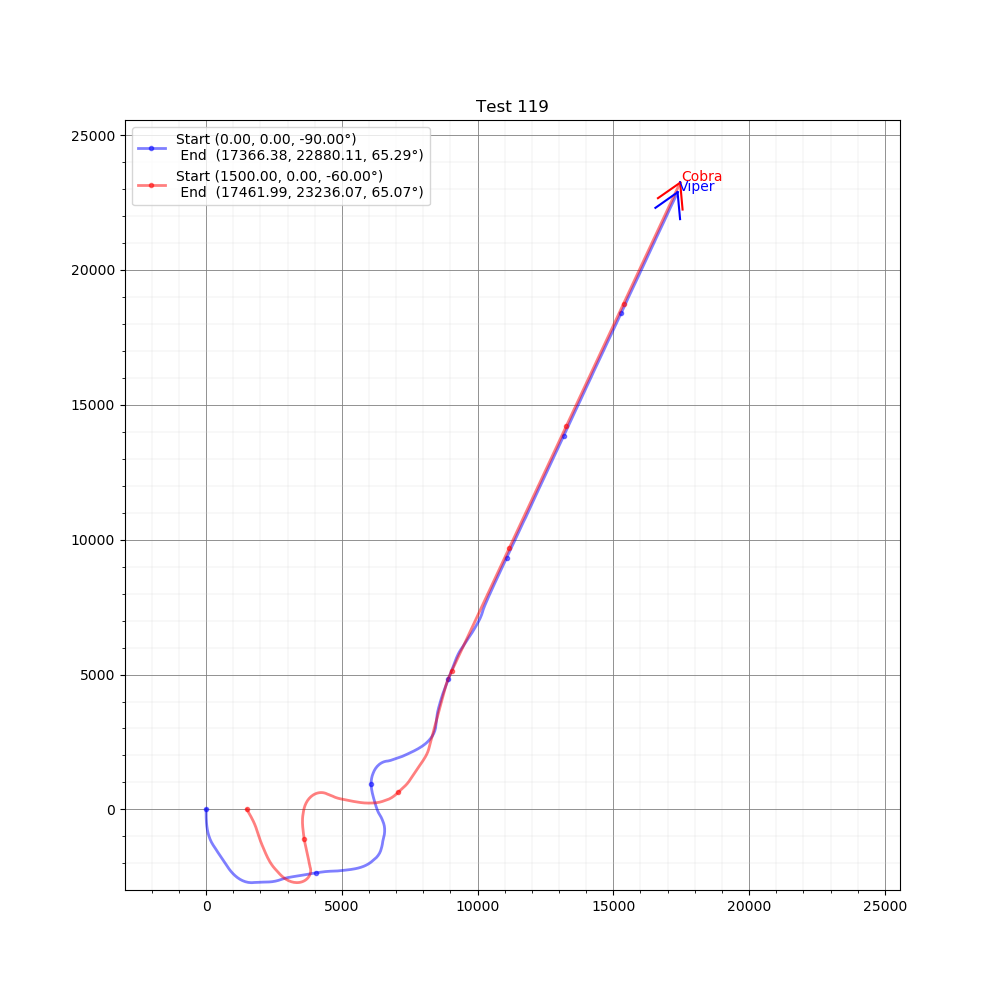 Test 119
Start (0.00, 0.00, -90.00°)
End  (17366.38, 22880.11, 65.29°)
Start (1500.00, 0.00, -60.00°)
End  (17461.99, 23236.07, 65.07°)
Cobra
Viper
25000
20000
15000
10000
5000
0
0
5000
10000
15000
20000
25000